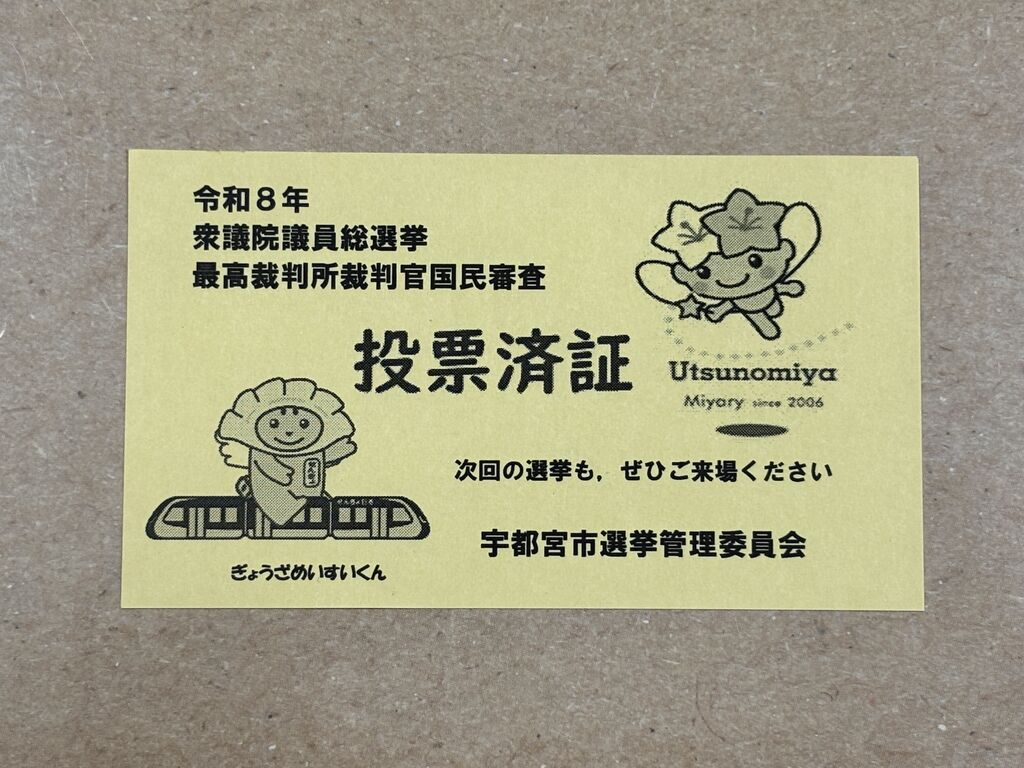 令和８年
衆議院議員総選挙
最高裁判所裁判官国民審査
投票済証
Utsunomiya
Miyary since 2006
次回の選挙も，ぜひご来場ください
宇都宮市選挙管理委員会
ぎょうざめいすいくん